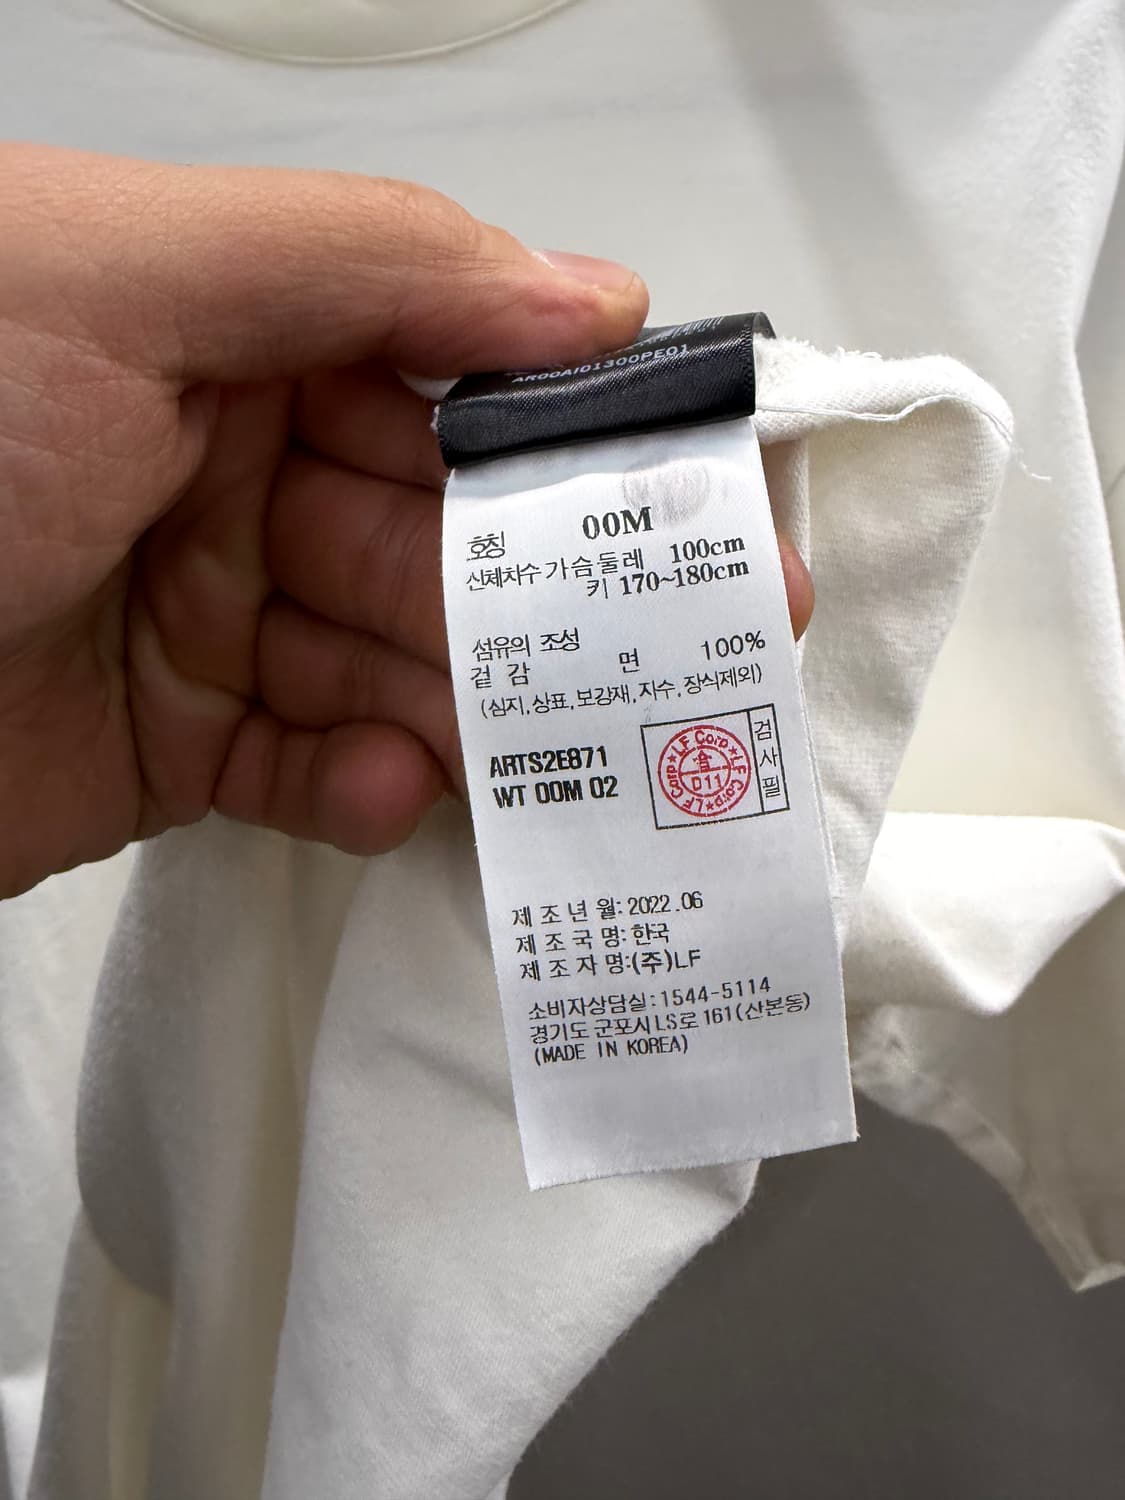 AR00AI01300PE01
호칭 00M
신체치수 가슴둘레 100cm
키 170~180cm
섬유의 조성
겉감 면 100%
(심지,상표,보강재,자수,장식제외)
ARTS2E871
WT 00M 02
LF Corp ★ LF Corp ★ LF Corp ★
D11
검사필
제조년월: 2022.06
제조국명: 한국
제조자명:(주)LF
소비자상담실:1544-5114
경기도 군포시 LS로 161(산본동)
(MADE IN KOREA)